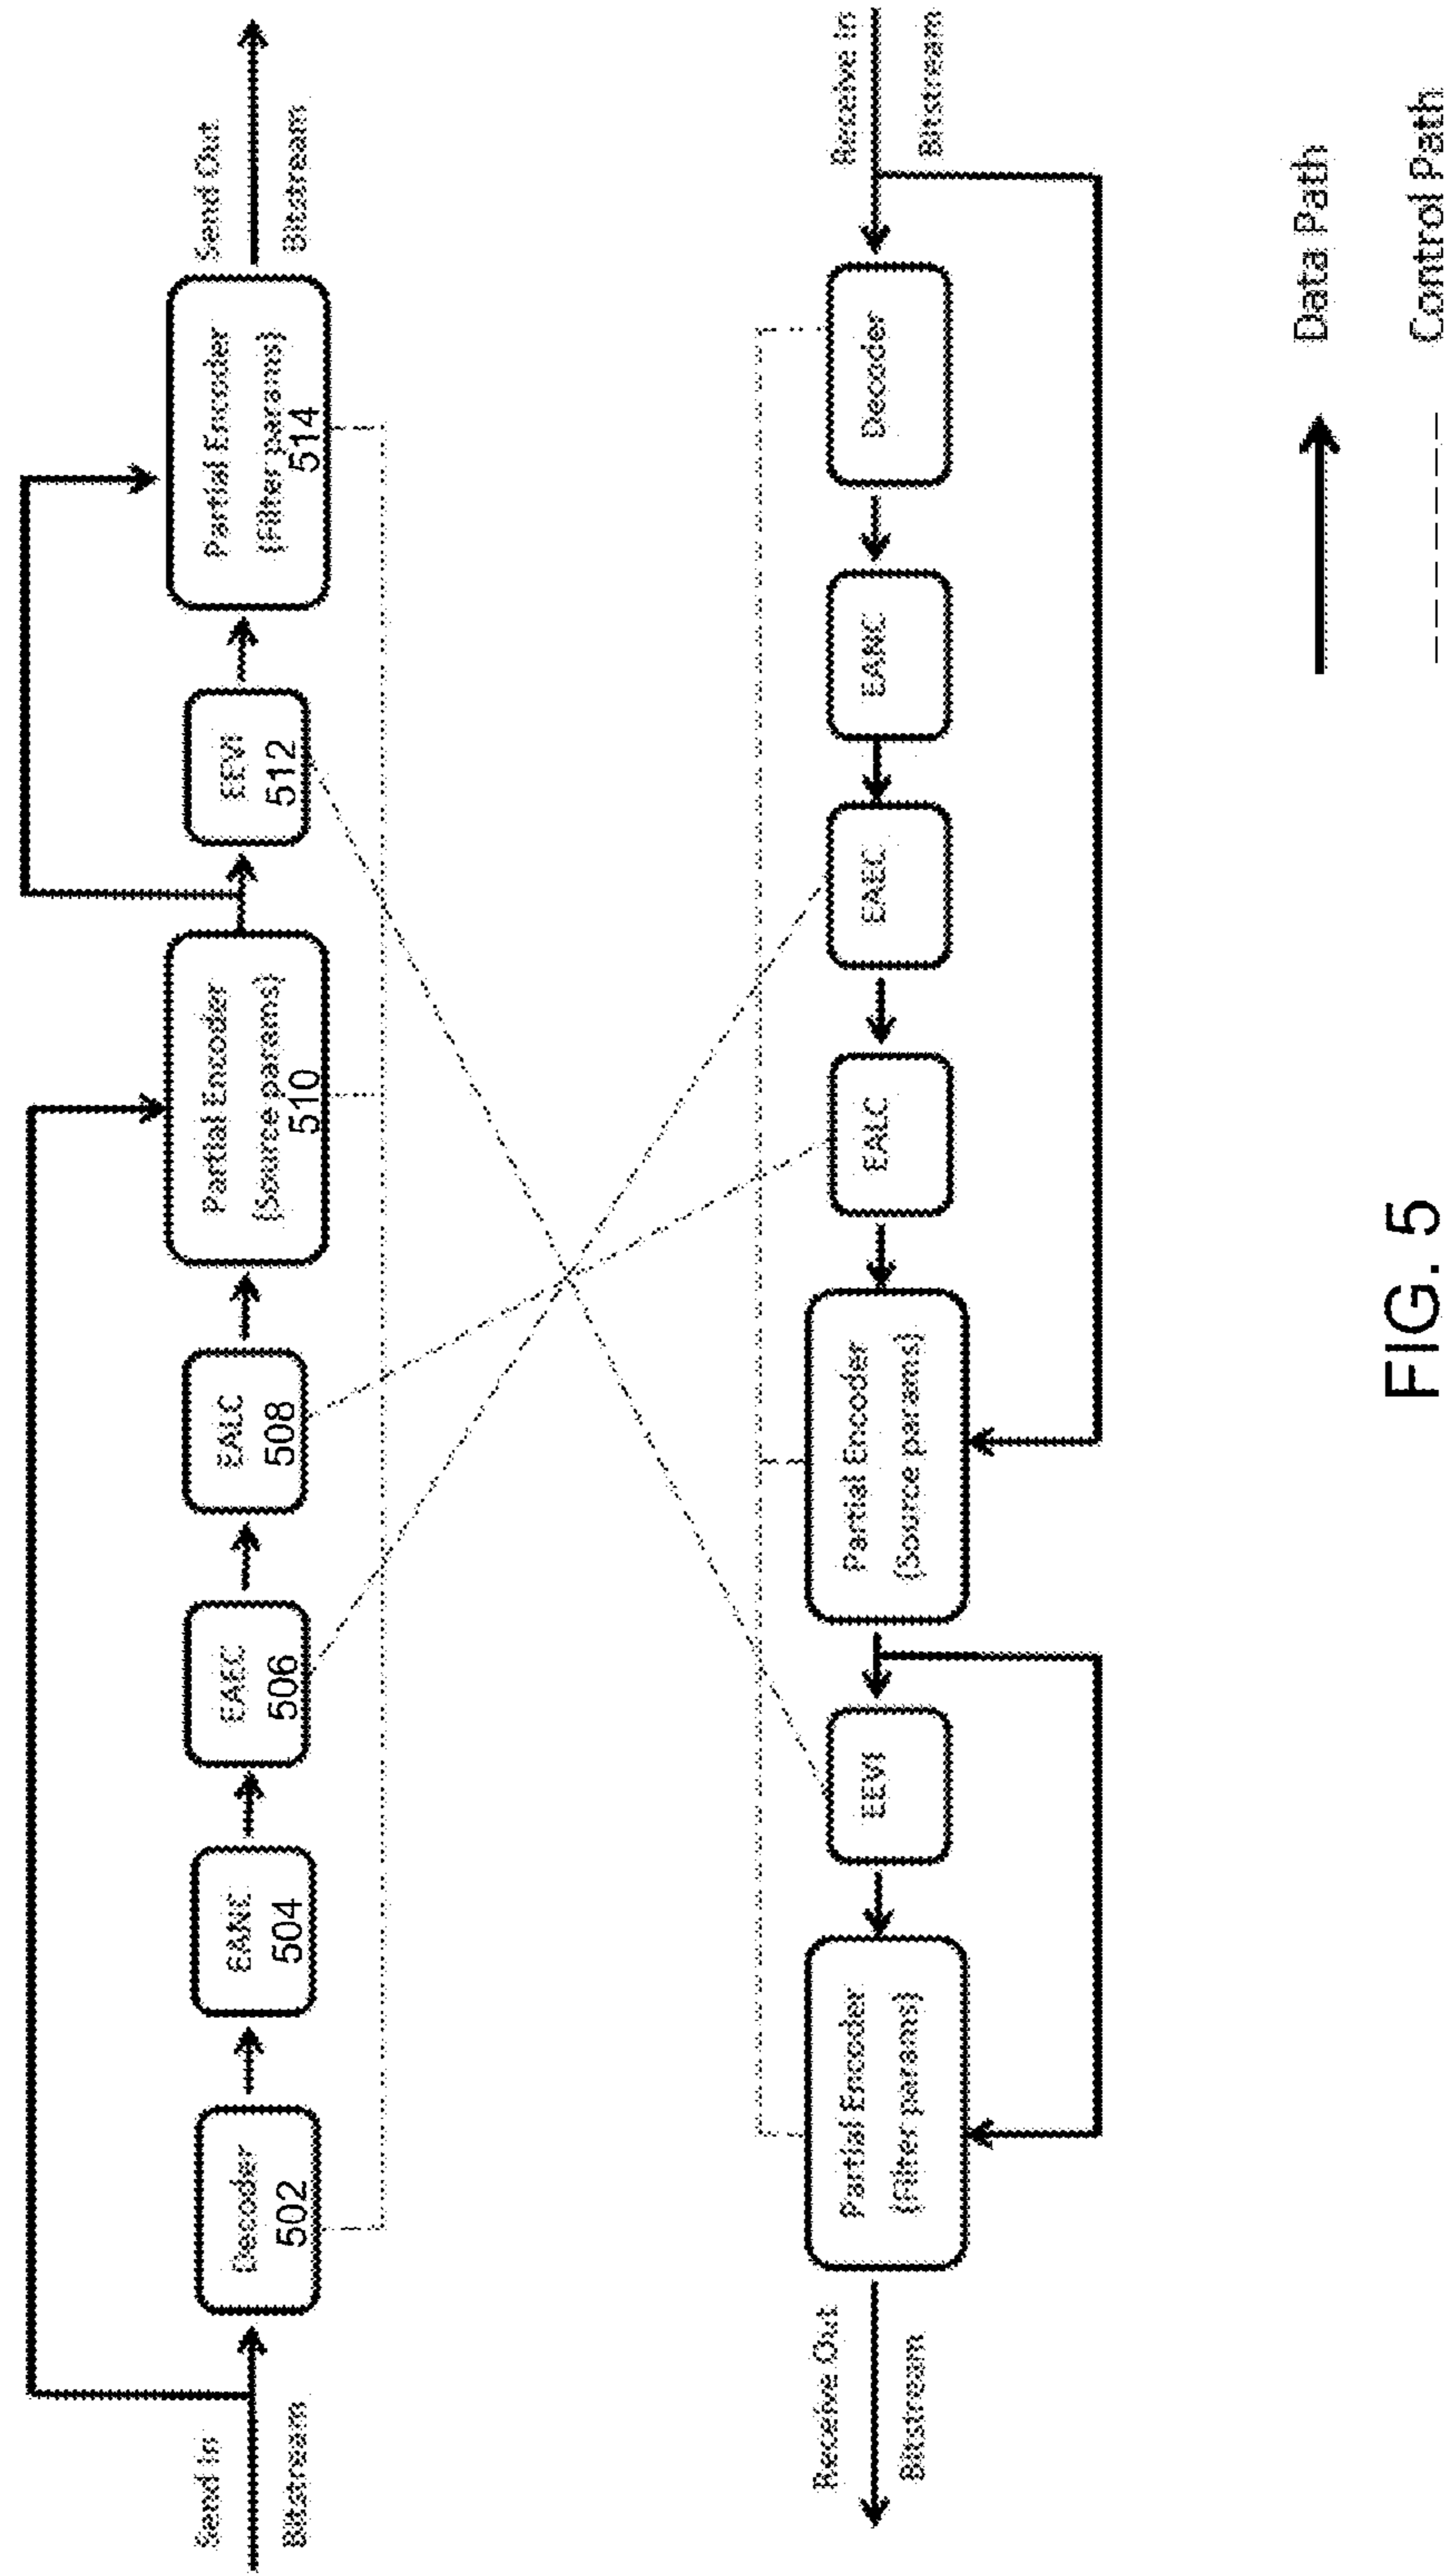 Send In
Bitstream
Decoder
502
EANC
504
EAEC
506
EALC
508
Partial Encoder
(Source params)
510
EEVI
512
Partial Encoder
(Filter params)
514
Send Out
Bitstream
Receive Out
Bitstream
Partial Encoder
(Filter params)
EEVI
Partial Encoder
(Source params)
EALC
EAEC
EANC
Decoder
Receive In
Bitstream
Data Path
Control Path
FIG. 5